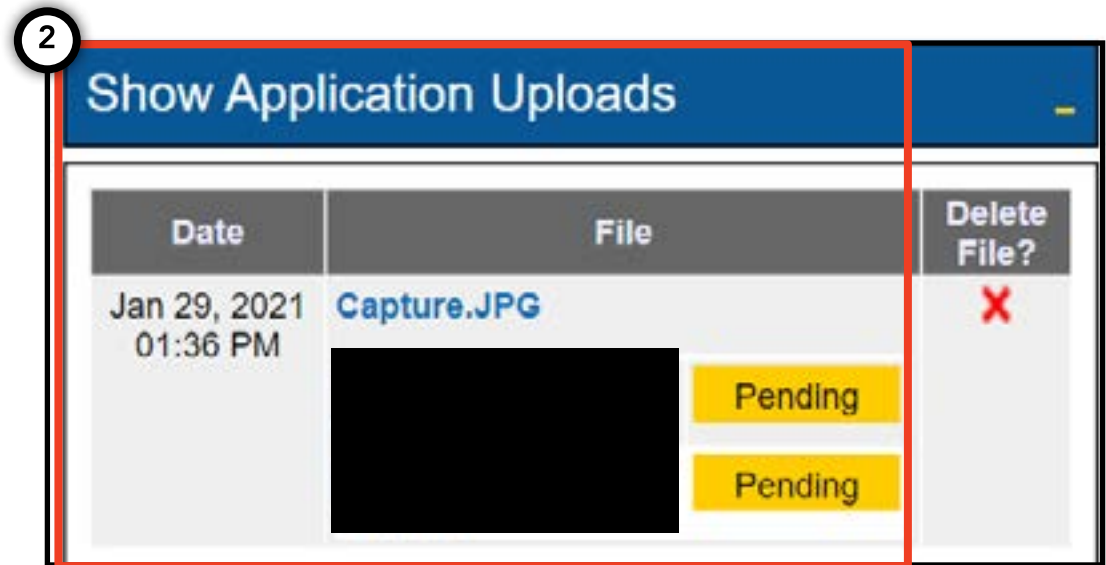 2
Show Application Uploads
Date File Delete File?
Jan 29, 2021 Capture.JPG
01:36 PM
Pending
Pending